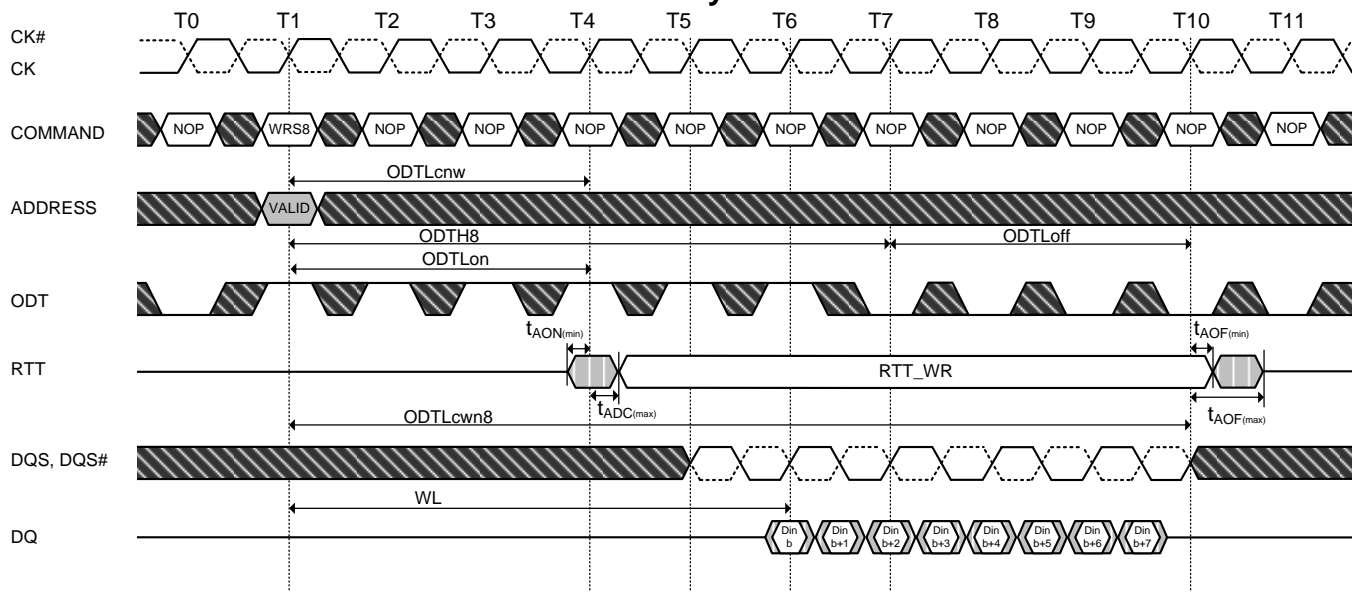 T0 T1 T2 T3 T4 T5 T6 T7 T8 T9 T10 T11
CK#
CK
COMMAND NOP WRS8 NOP NOP NOP NOP NOP NOP NOP NOP NOP NOP
ODTLcnw
ADDRESS VALID
ODTH8 ODTLoff
ODTLon
ODT
tAON(min) tAOF(min)
RTT RTT_WR
tADC(max) tAOF(max)
ODTLcwn8
DQS, DQS#
WL
DQ Din b Din b+1 Din b+2 Din b+3 Din b+4 Din b+5 Din b+6 Din b+7